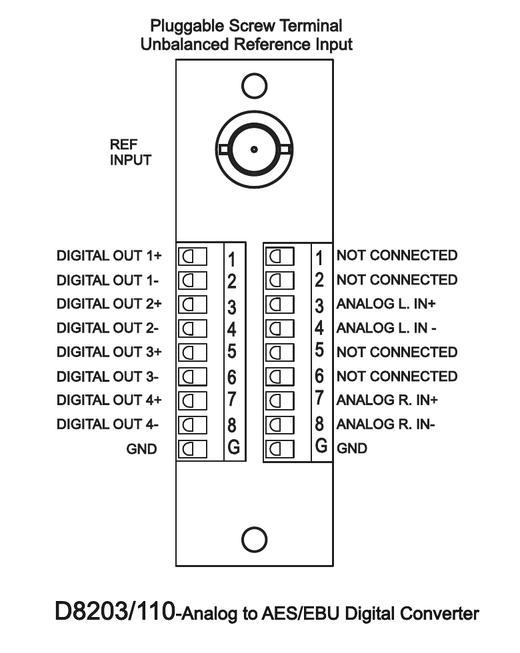 Pluggable Screw Terminal
Unbalanced Reference Input
REF
INPUT
DIGITAL OUT 1+ 1 1 NOT CONNECTED
DIGITAL OUT 1- 2 2 NOT CONNECTED
DIGITAL OUT 2+ 3 3 ANALOG L. IN+
DIGITAL OUT 2- 4 4 ANALOG L. IN -
DIGITAL OUT 3+ 5 5 NOT CONNECTED
DIGITAL OUT 3- 6 6 NOT CONNECTED
DIGITAL OUT 4+ 7 7 ANALOG R. IN+
DIGITAL OUT 4- 8 8 ANALOG R. IN-
GND G G GND
D8203/110-Analog to AES/EBU Digital Converter